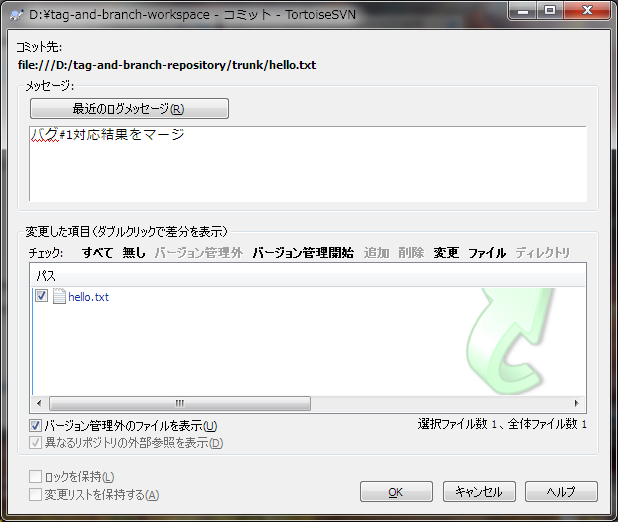 D:¥tag-and-branch-workspace - コミット - TortoiseSVN
コミット先:
file:///D:/tag-and-branch-repository/trunk/hello.txt
メッセージ:
最近のログメッセージ(R)
バグ#1対応結果をマージ
変更した項目(ダブルクリックで差分を表示)
チェック: すべて 無し バージョン管理外 バージョン管理開始 追加 削除 変更 ファイル ディレクトリ
パス
hello.txt
バージョン管理外のファイルを表示(U) 選択ファイル数 1、全体ファイル数 1
異なるリポジトリの外部参照を表示(D)
ロックを保持(L)
変更リストを保持する(A) OK キャンセル ヘルプ